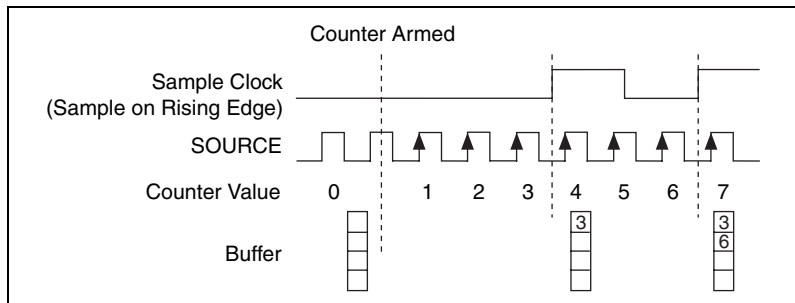 Counter Armed
Sample Clock
(Sample on Rising Edge)
SOURCE
Counter Value 0 1 2 3 4 5 6 7
3 3
6
Buffer